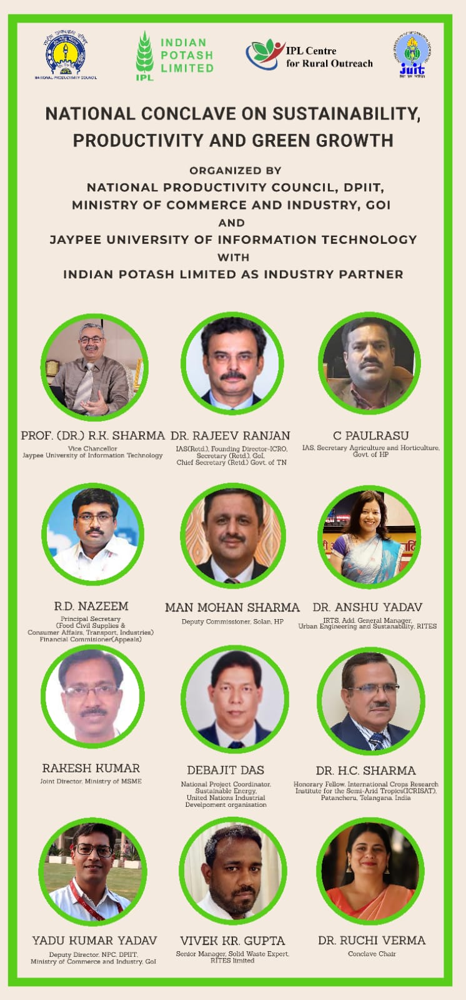 राष्ट्रीय उत्पादकता परिषद्
NATIONAL PRODUCTIVITY COUNCIL
INDIAN
POTASH
LIMITED
IPL
IPL Centre
for Rural Outreach
juit
NATIONAL CONCLAVE ON SUSTAINABILITY,
PRODUCTIVITY AND GREEN GROWTH
ORGANIZED BY
NATIONAL PRODUCTIVITY COUNCIL, DPIIT,
MINISTRY OF COMMERCE AND INDUSTRY, GOI
AND
JAYPEE UNIVERSITY OF INFORMATION TECHNOLOGY
WITH
INDIAN POTASH LIMITED AS INDUSTRY PARTNER
PROF. (DR.) R.K. SHARMA
Vice Chancellor
Jaypee University of Information Technology
DR. RAJEEV RANJAN
IAS(Retd.), Founding Director-ICRO,
Secretary (Retd.), GoI,
Chief Secretary (Retd.) Govt. of TN
C PAULRASU
IAS, Secretary Agriculture and Horticulture,
Govt. of HP
R.D. NAZEEM
Principal Secretary
(Food Civil Supplies &
Consumer Affairs, Transport, Industries)
Financial Commisioner(Appeals)
MAN MOHAN SHARMA
Deputy Commissioner, Solan, HP
DR. ANSHU YADAV
IRTS, Add. General Manager,
Urban Engineering and Sustanability, RITES
RAKESH KUMAR
Joint Director, Ministry of MSME
DEBAJIT DAS
National Project Coordinator,
Sustainable Energy,
United Nations Industrial
Develpoment organisation
DR. H.C. SHARMA
Honorary Fellow, International Crops Research
Institute for the Semi-Arid Tropics(ICRISAT),
Patancheru, Telangana, India
YADU KUMAR YADAV
Deputy Director, NPC, DPIIT,
Ministry of Commerce and Industry, GoI
VIVEK KR. GUPTA
Senior Manager, Solid Waste Expert,
RITES limited
DR. RUCHI VERMA
Conclave Chair